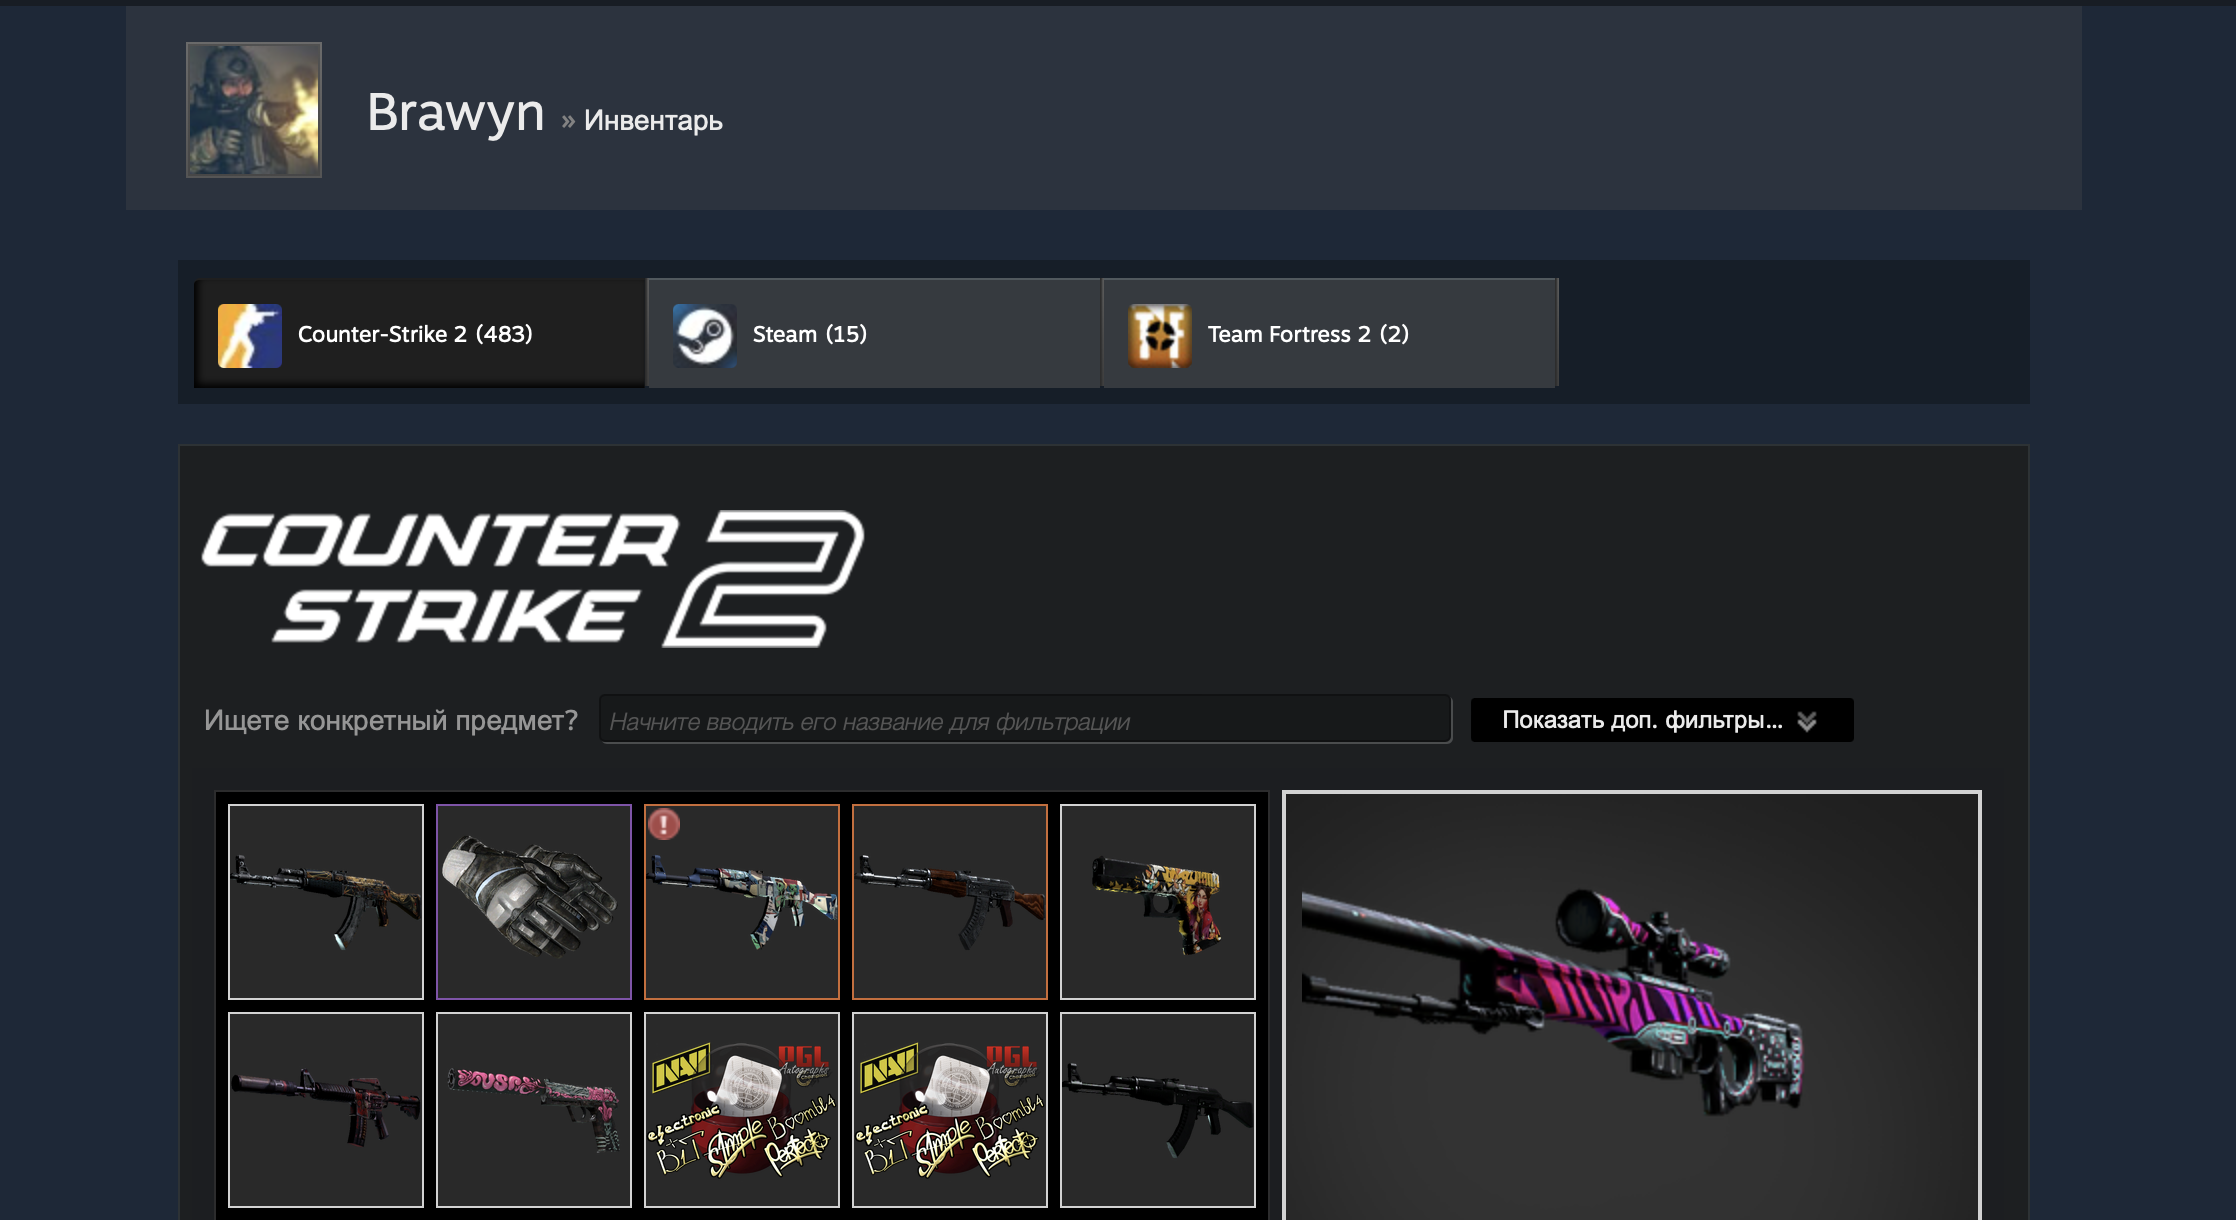 Brawyn » Инвентарь
Counter-Strike 2 (483)
Steam (15)
Team Fortress 2 (2)
COUNTER
STRIKE 2
Ищете конкретный предмет?
Начните вводить его название для фильтрации
Показать доп. фильтры...
NAVI
PGL
Autographs
electronic
B1T
S1mple
Boombl4
Perfecto
NAVI
PGL
Autographs
electronic
B1T
S1mple
Boombl4
Perfecto